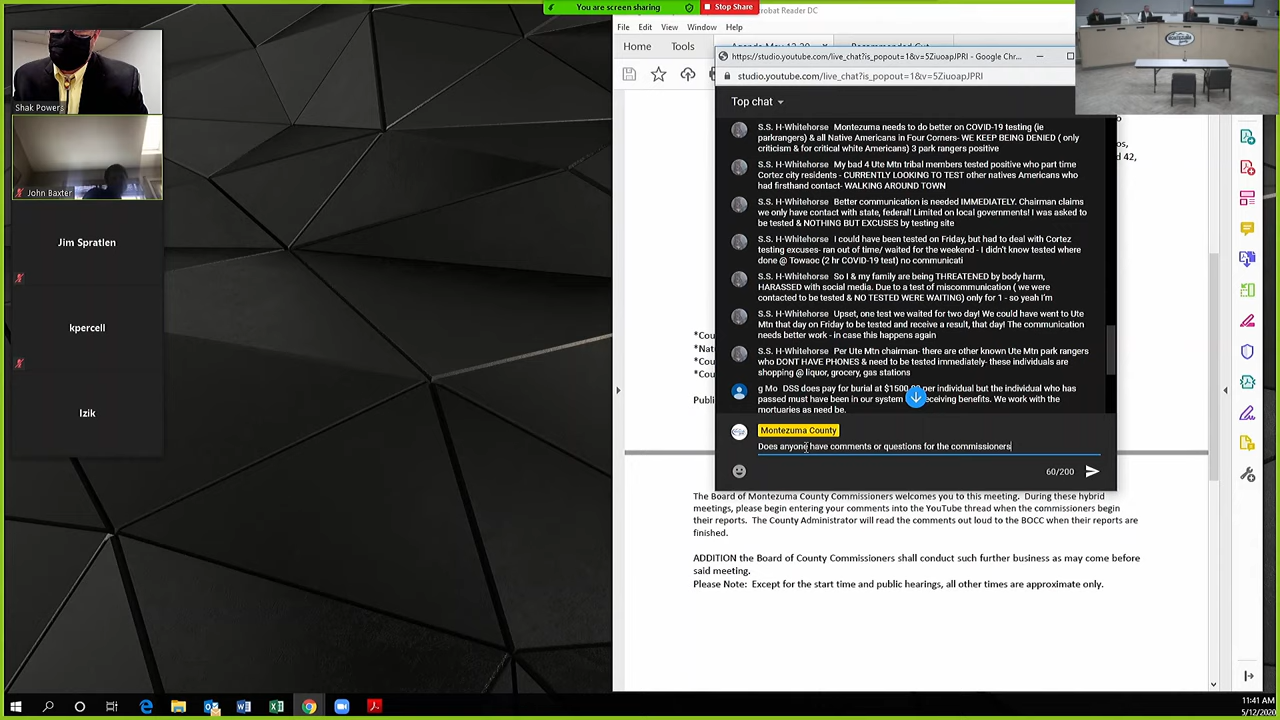 You are screen sharing
Stop Share
obat Reader DC
File Edit View Window Help
Home Tools
https://studio.youtube.com/live_chat?is_popout=1&v=5ZiuoapJPRI - Google Chr...
studio.youtube.com/live_chat?is_popout=1&v=5ZiuoapJPRI
Top chat
S.S. H-Whitehorse Montezuma needs to do better on COVID-19 testing (ie
parkrangers) & all Native Americans in Four Corners- WE KEEP BEING DENIED ( only
criticism & for critical white Americans) 3 park rangers positive
S.S. H-Whitehorse My bad 4 Ute Mtn tribal members tested positive who part time
Cortez city residents - CURRENTLY LOOKING TO TEST other natives Americans who
had firsthand contact- WALKING AROUND TOWN
S.S. H-Whitehorse Better communication is needed IMMEDIATELY. Chairman claims
we only have contact with state, federal! Limited on local governments! I was asked to
be tested & NOTHING BUT EXCUSES by testing site
S.S. H-Whitehorse I could have been tested on Friday, but had to deal with Cortez
testing excuses- ran out of time/ waited for the weekend - I didn't know tested where
done @ Towaoc (2 hr COVID-19 test) no communicati
S.S. H-Whitehorse So I & my family are being THREATENED by body harm,
HARASSED with social media. Due to a test of miscommunication ( we were
contacted to be tested & NO TESTED WERE WAITING) only for 1 - so yeah I'm
S.S. H-Whitehorse Upset, one test we waited for two day! We could have went to Ute
Mtn that day on Friday to be tested and receive a result, that day! The communication
needs better work - in case this happens again
S.S. H-Whitehorse Per Ute Mtn chairman- there are other known Ute Mtn park rangers
who DONT HAVE PHONES & need to be tested immediately- these individuals are
shopping @ liquor, grocery, gas stations
g Mo DSS does pay for burial at $1500. per individual but the individual who has
passed must have been in our system receiving benefits. We work with the
mortuaries as need be.
Montezuma County
Does anyone have comments or questions for the commissioners
60/200
os,
d 42,
*Cou
*Nat
*Cou
*Cou
Publi
The Board of Montezuma County Commissioners welcomes you to this meeting. During these hybrid
meetings, please begin entering your comments into the YouTube thread when the commissioners begin
their reports. The County Administrator will read the comments out loud to the BOCC when their reports are
finished.
ADDITION the Board of County Commissioners shall conduct such further business as may come before
said meeting.
Please Note: Except for the start time and public hearings, all other times are approximate only.
Shak Powers
John Baxter
Jim Spratlen
kpercell
Izik
MONTEZUMA
11:41 AM
5/12/2020